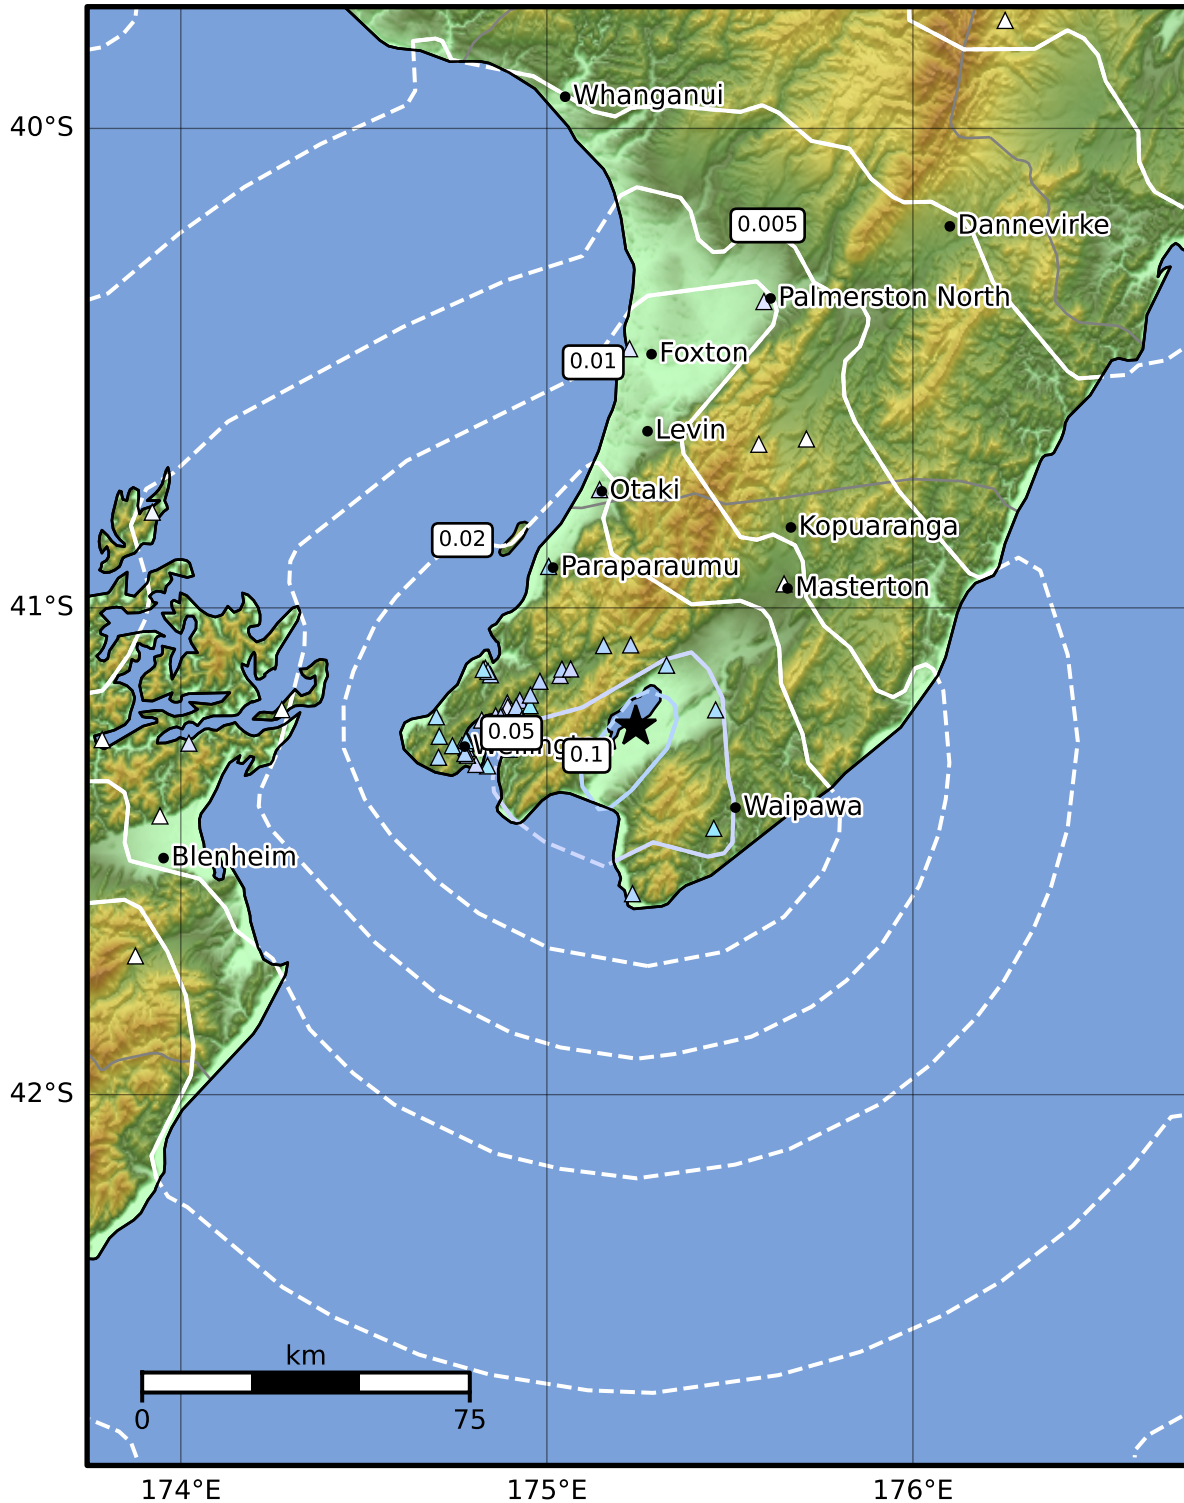 Whanganui
40°S
0.005
Dannevirke
Palmerston North
0.01
Foxton
Levin
Otaki
0.02
Kopuaranga
Paraparaumu
Masterton
41°S
0.05
0.1
Waipawa
Blenheim
42°S
km
0
75
174°E
175°E
176°E